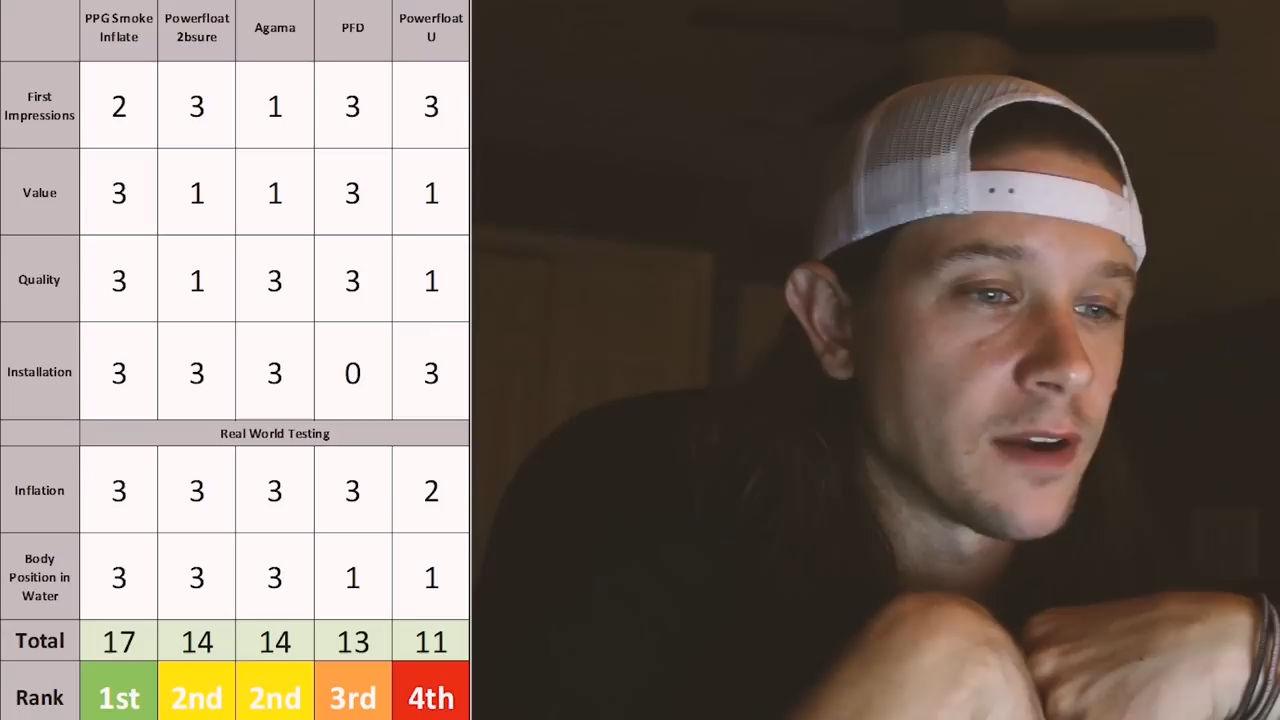 PPG Smoke Inflate Powerfloat 2bsure Agama PFD Powerfloat U
First Impressions 2 3 1 3 3
Value 3 1 1 3 1
Quality 3 1 3 3 1
Installation 3 3 3 0 3
Real World Testing
Inflation 3 3 3 3 2
Body Position in Water 3 3 3 1 1
Total 17 14 14 13 11
Rank 1st 2nd 2nd 3rd 4th